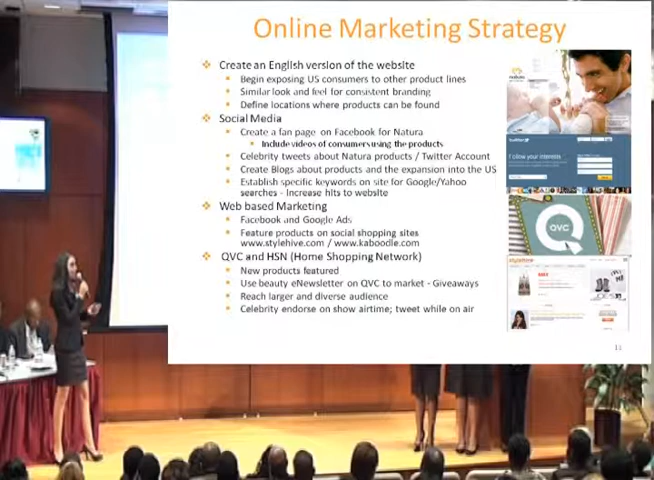 Online Marketing Strategy
Create an English version of the website
Begin exposing US consumers to other product lines
Similar look and feel for consistent branding
Define locations where products can be found
Social Media
Create a fan page on Facebook for Natura
Include videos of consumers using the products
Celebrity tweets about Natura products / Twitter Account
Create Blogs about products and the expansion into the US
Establish specific keywords on site for Google/Yahoo
searches - Increase hits to website
Web based Marketing
Facebook and Google Ads
Feature products on social shopping sites
www.stylehive.com / www.kaboodle.com
QVC and HSN (Home Shopping Network)
New products featured
Use beauty eNewsletter on QVC to market - Giveaways
Reach larger and diverse audience
Celebrity endorse on show airtime; tweet while on air
natura
twitter
QVC
stylehive